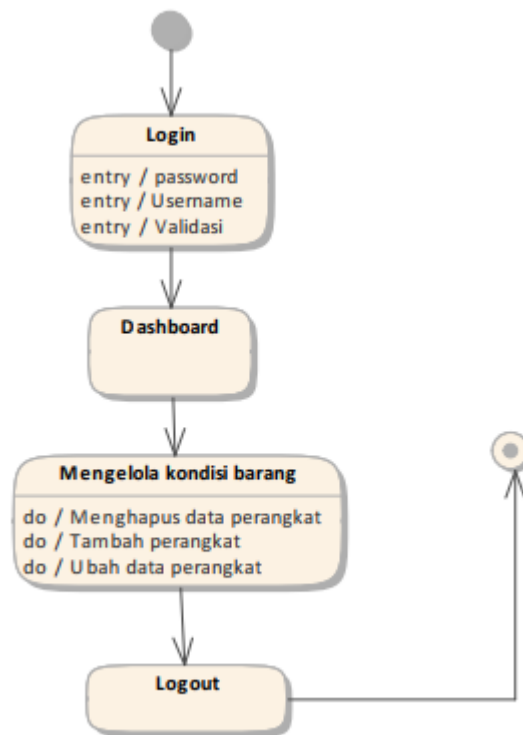 Login
entry / password
entry / Username
entry / Validasi
Dashboard
Mengelola kondisi barang
do / Menghapus data perangkat
do / Tambah perangkat
do / Ubah data perangkat
Logout